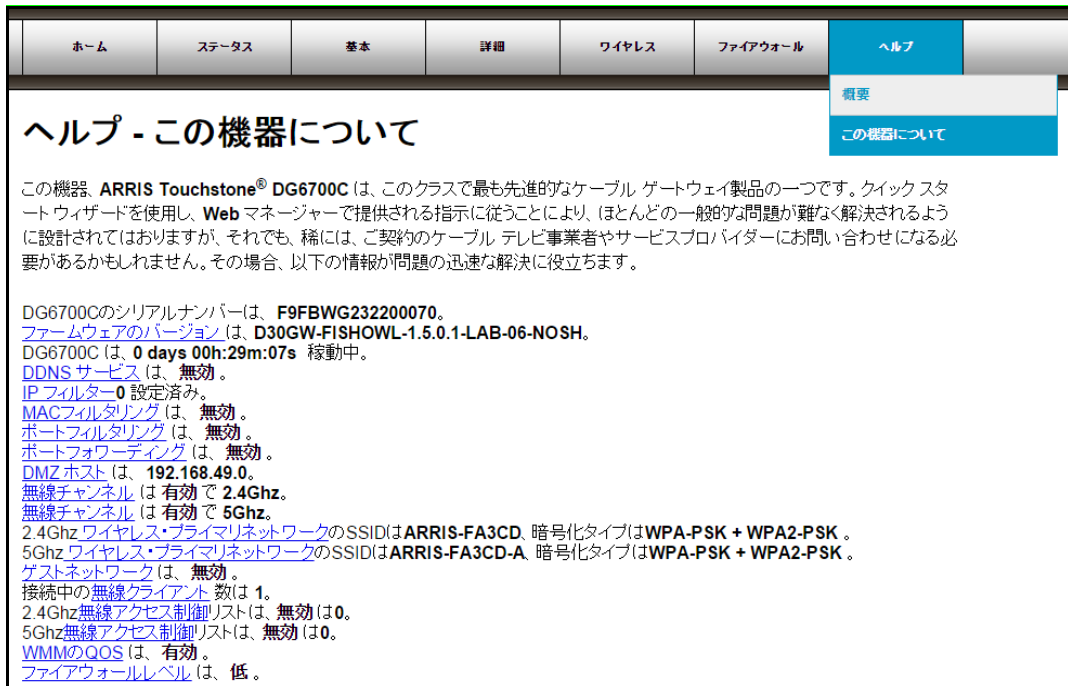 ホーム ステータス 基本 詳細 ワイヤレス ファイアウォール ヘルプ
概要
この機器について
ヘルプ - この機器について
この機器、ARRIS Touchstone® DG6700C は、このクラスで最も先進的なケーブル ゲートウェイ製品の一つです。クイック スタ
ート ウィザードを使用し、Web マネージャーで提供される指示に従うことにより、ほとんどの一般的な問題が難なく解決されるよう
に設計されてはおりますが、それでも、稀には、ご契約のケーブル テレビ事業者やサービスプロバイダーにお問い合わせになる必
要があるかもしれません。その場合、以下の情報が問題の迅速な解決に役立ちます。
DG6700Cのシリアルナンバーは、 F9FBWG232200070。
ファームウェアのバージョン は、D30GW-FISHOWL-1.5.0.1-LAB-06-NOSH。
DG6700C は、0 days 00h:29m:07s 稼動中。
DDNS サービス は、 無効 。
IP フィルター0 設定済み。
MACフィルタリング は、 無効 。
ポートフィルタリング は、 無効 。
ポートフォワーディング は、 無効 。
DMZ ホスト は、 192.168.49.0。
無線チャンネル は 有効 で 2.4Ghz。
無線チャンネル は 有効 で 5Ghz。
2.4Ghz ワイヤレス・プライマリネットワークのSSIDはARRIS-FA3CD、暗号化タイプはWPA-PSK + WPA2-PSK 。
5Ghz ワイヤレス・プライマリネットワークのSSIDはARRIS-FA3CD-A、暗号化タイプはWPA-PSK + WPA2-PSK 。
ゲストネットワーク は、 無効 。
接続中の無線クライアント 数は 1。
2.4Ghz無線アクセス制御リストは、無効 は0。
5Ghz無線アクセス制御リストは、無効 は0。
WMMのQOS は、 有効 。
ファイアウォールレベル は、 低 。